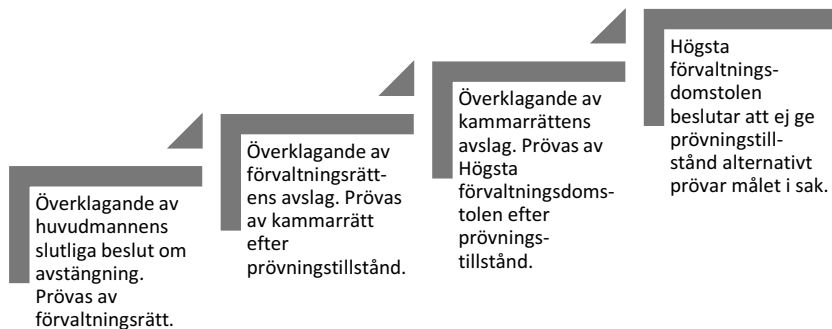 Överklagande av
huvudmannens
slutliga beslut om
avstängning.
Prövas av
förvaltningsrätt.
Överklagande av
förvaltningsrätt-
ens avslag. Prövas
av kammarrätt
efter
prövningstillstånd.
Överklagande av
kammarrättens
avslag. Prövas av
Högsta
förvaltningsdoms-
tolen efter
prövnings-
tillstånd.
Högsta
förvaltnings-
domstolen
beslutar att ej ge
prövningstill-
stånd alternativt
prövar målet i sak.